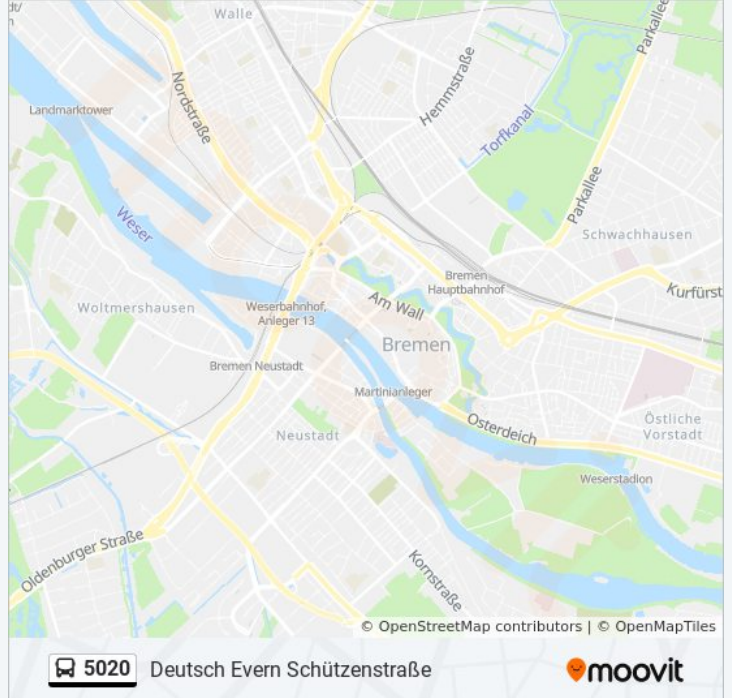 dt/
Walle
Parkallee
Nordstraße
Hemmstraße
Landmarktower
Torfkanal
Parkallee
Weser
Schwachhausen
Bremen
Hauptbahnhof
Kurfürst
Woltmershausen
Weserbahnhof,
Anleger 13
Am Wall
Bremen
Bremen Neustadt
Martinianleger
Neustadt
Osterdeich
Östliche
Vorstadt
Weserstadion
Oldenburger Straße
Kornstraße
© OpenStreetMap contributors | © OpenMapTiles
5020 Deutsch Evern Schützenstraße
moovit